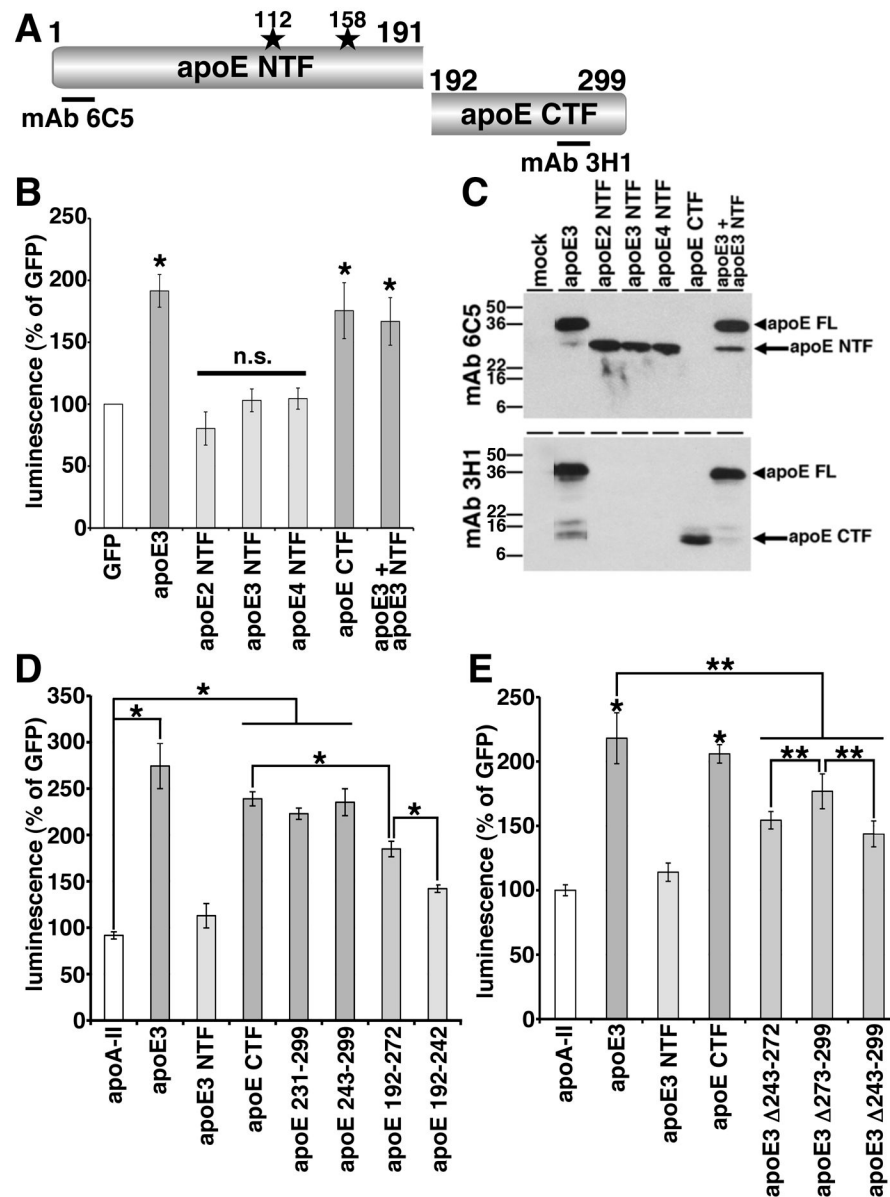 A
1
112
158
191
apoE NTF
mAb 6C5
192
299
apoE CTF
mAb 3H1
B
luminescence (% of GFP)
250
200
150
100
50
0
*
n.s.
*
*
GFP
apoE3
apoE2 NTF
apoE3 NTF
apoE4 NTF
apoE CTF
apoE3 +
apoE3 NTF
C
mock
apoE3
apoE2 NTF
apoE3 NTF
apoE4 NTF
apoE CTF
apoE3 +
apoE3 NTF
mAb 6C5
50
36
22
16
6
apoE FL
apoE NTF
mAb 3H1
50
36
22
16
6
apoE FL
apoE CTF
D
luminescence (% of GFP)
350
300
250
200
150
100
50
0
*
*
*
*
apoA-II
apoE3
apoE3 NTF
apoE CTF
apoE 231-299
apoE 243-299
apoE 192-272
apoE 192-242
E
luminescence (% of GFP)
250
200
150
100
50
0
**
*
*
**
**
apoA-II
apoE3
apoE3 NTF
apoE CTF
apoE3 Δ243-272
apoE3 Δ273-299
apoE3 Δ243-299